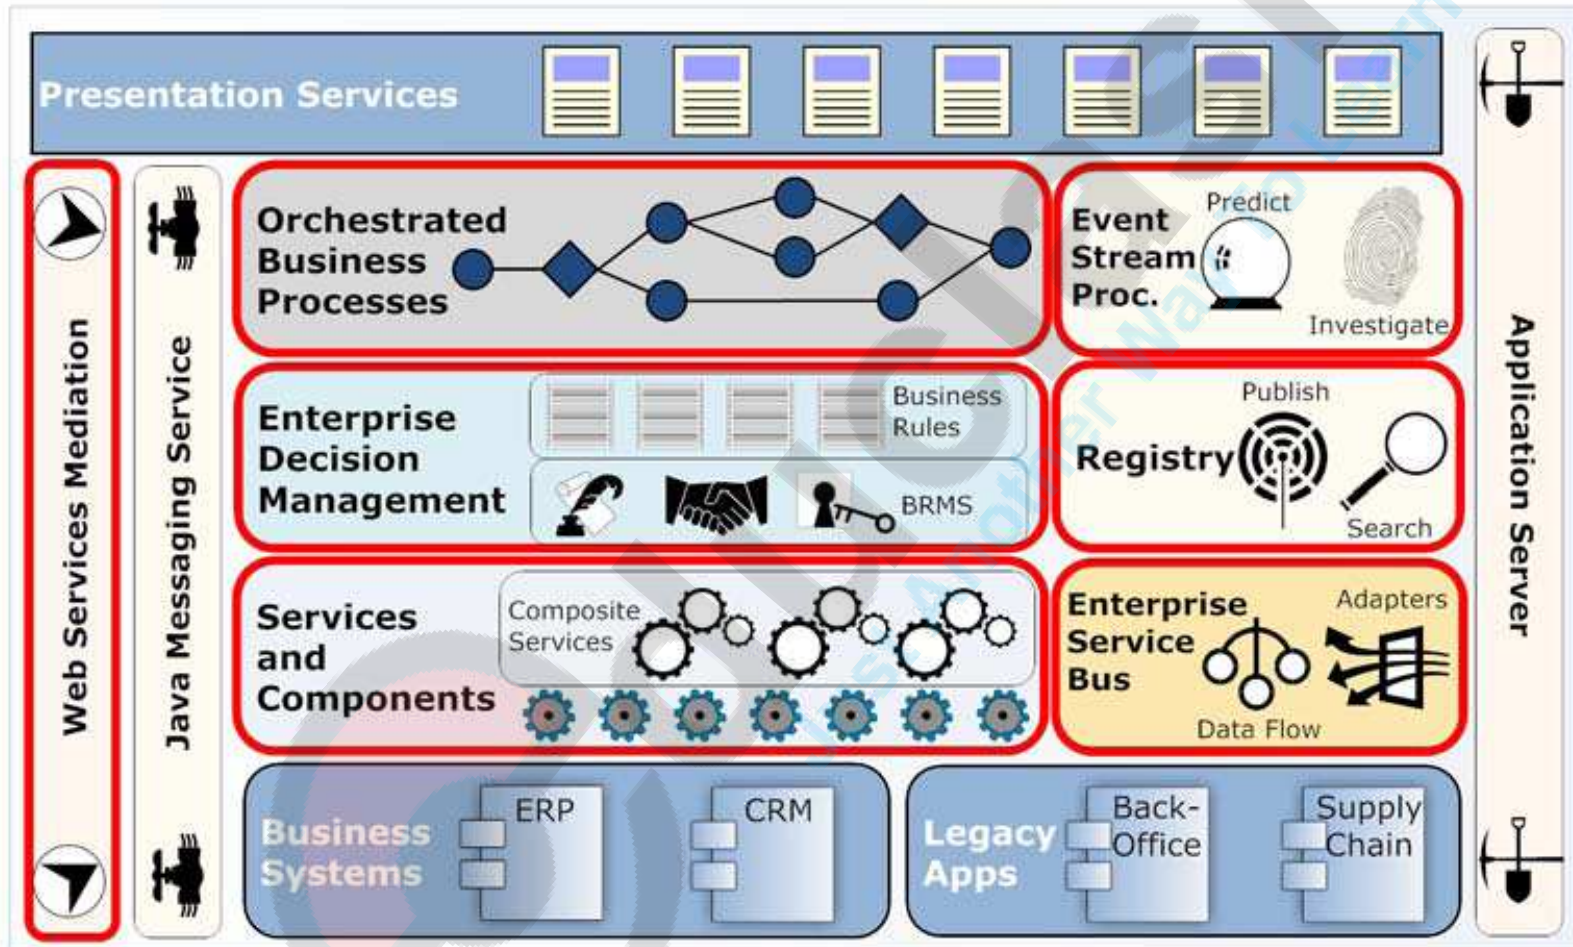 Presentation Services
Web Services Mediation
Java Messaging Service
Orchestrated
Business
Processes
Event
Stream
Proc.
Predict
Investigate
Enterprise
Decision
Management
Business
Rules
BRMS
Registry
Publish
Search
Services
and
Components
Composite
Services
Enterprise
Service
Bus
Adapters
Data Flow
Business
Systems
ERP
CRM
Legacy
Apps
Back-
Office
Supply
Chain
Application Server